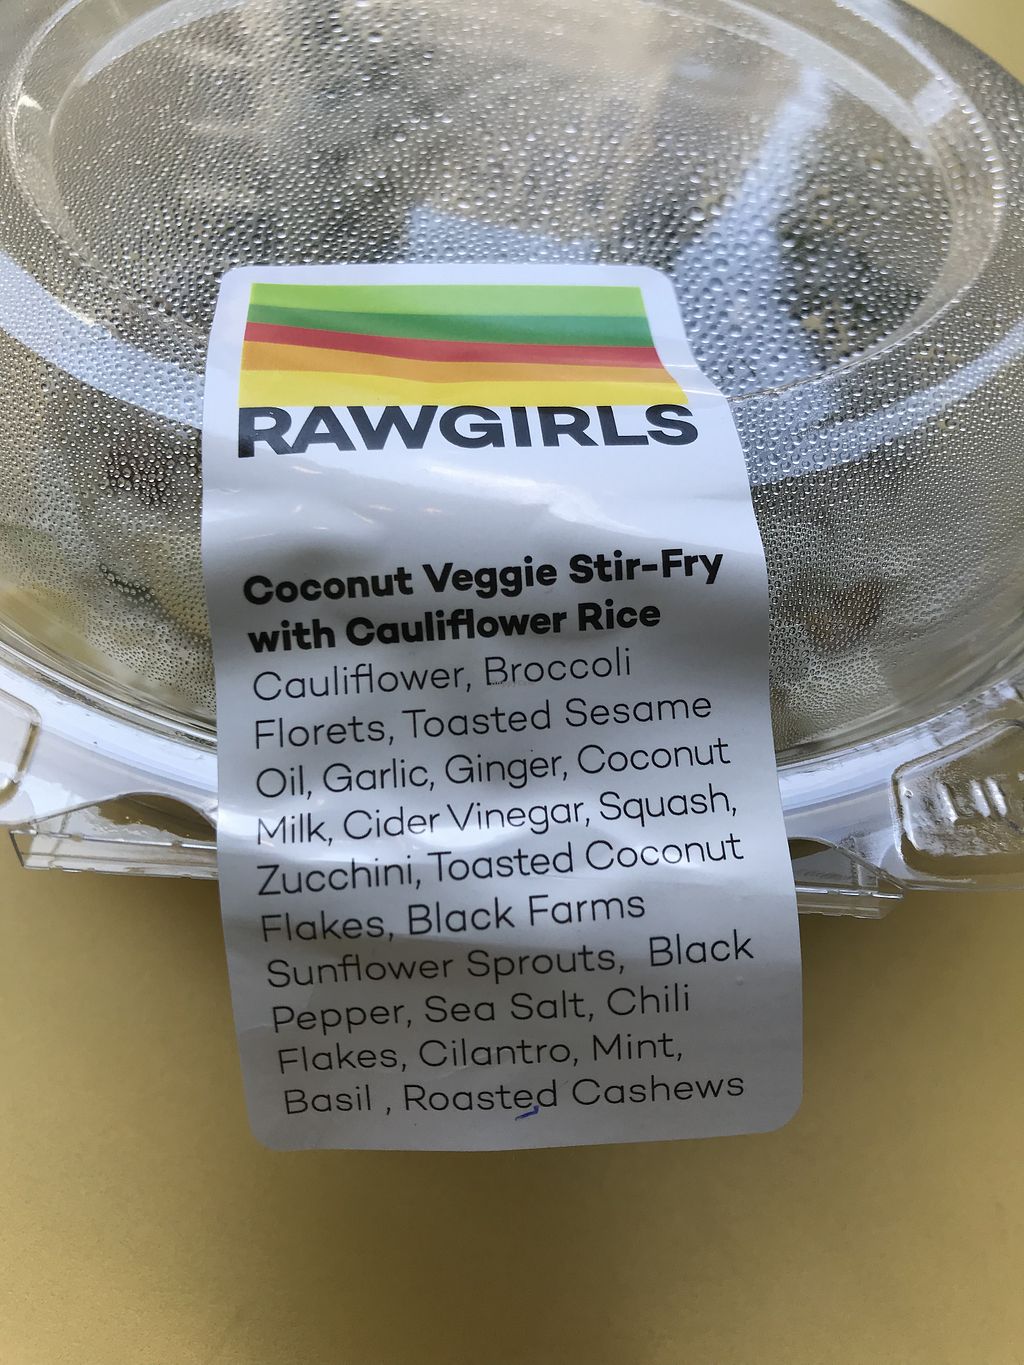 RAWGIRLS
Coconut Veggie Stir-Fry
with Cauliflower Rice
Cauliflower, Broccoli
Florets, Toasted Sesame
Oil, Garlic, Ginger, Coconut
Milk, Cider Vinegar, Squash,
Zucchini, Toasted Coconut
Flakes, Black Farms
Sunflower Sprouts, Black
Pepper, Sea Salt, Chili
Flakes, Cilantro, Mint,
Basil , Roasted Cashews